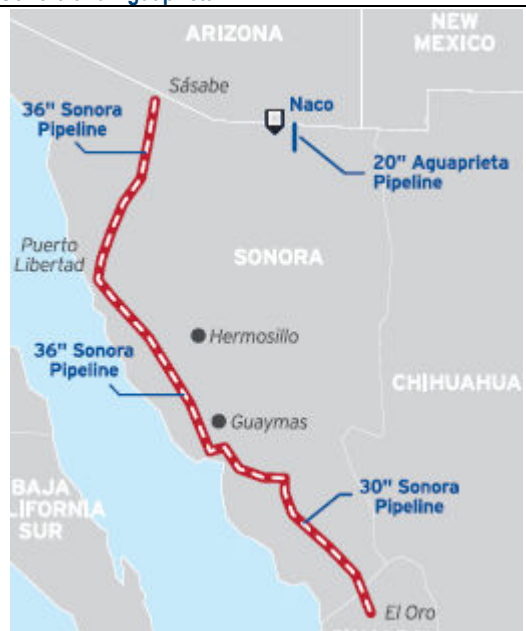 ARIZONA
NEW
MEXICO
Sásabe
36" Sonora
Pipeline
Naco
20" Aguaprieta
Pipeline
Puerto
Libertad
SONORA
Hermosillo
36" Sonora
Pipeline
CHIHUAHUA
Guaymas
BAJA
LIFORNIA
SUR
30" Sonora
Pipeline
El Oro